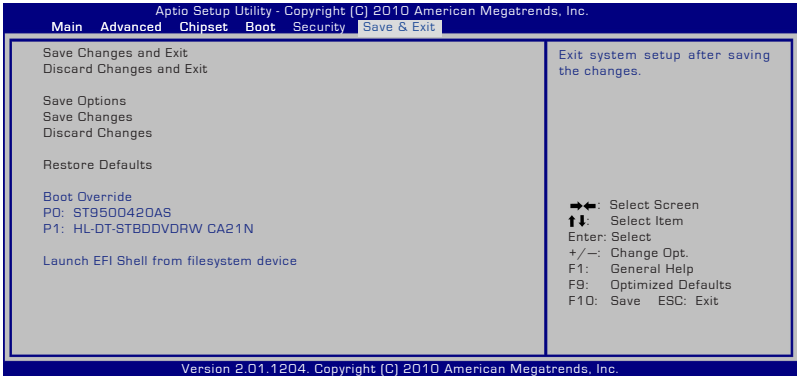 Aptio Setup Utility - Copyright (C) 2010 American Megatrends, Inc.
Main Advanced Chipset Boot Security Save & Exit
Save Changes and Exit
Discard Changes and Exit
Save Options
Save Changes
Discard Changes
Restore Defaults
Boot Override
P0: ST9500420AS
P1: HL-DT-STBDDVDRW CA21N
Launch EFI Shell from filesystem device
Exit system setup after saving
the changes.
→←: Select Screen
↑↓: Select Item
Enter: Select
+/—: Change Opt.
F1: General Help
F9: Optimized Defaults
F10: Save ESC: Exit
Version 2.01.1204. Copyright (C) 2010 American Megatrends, Inc.